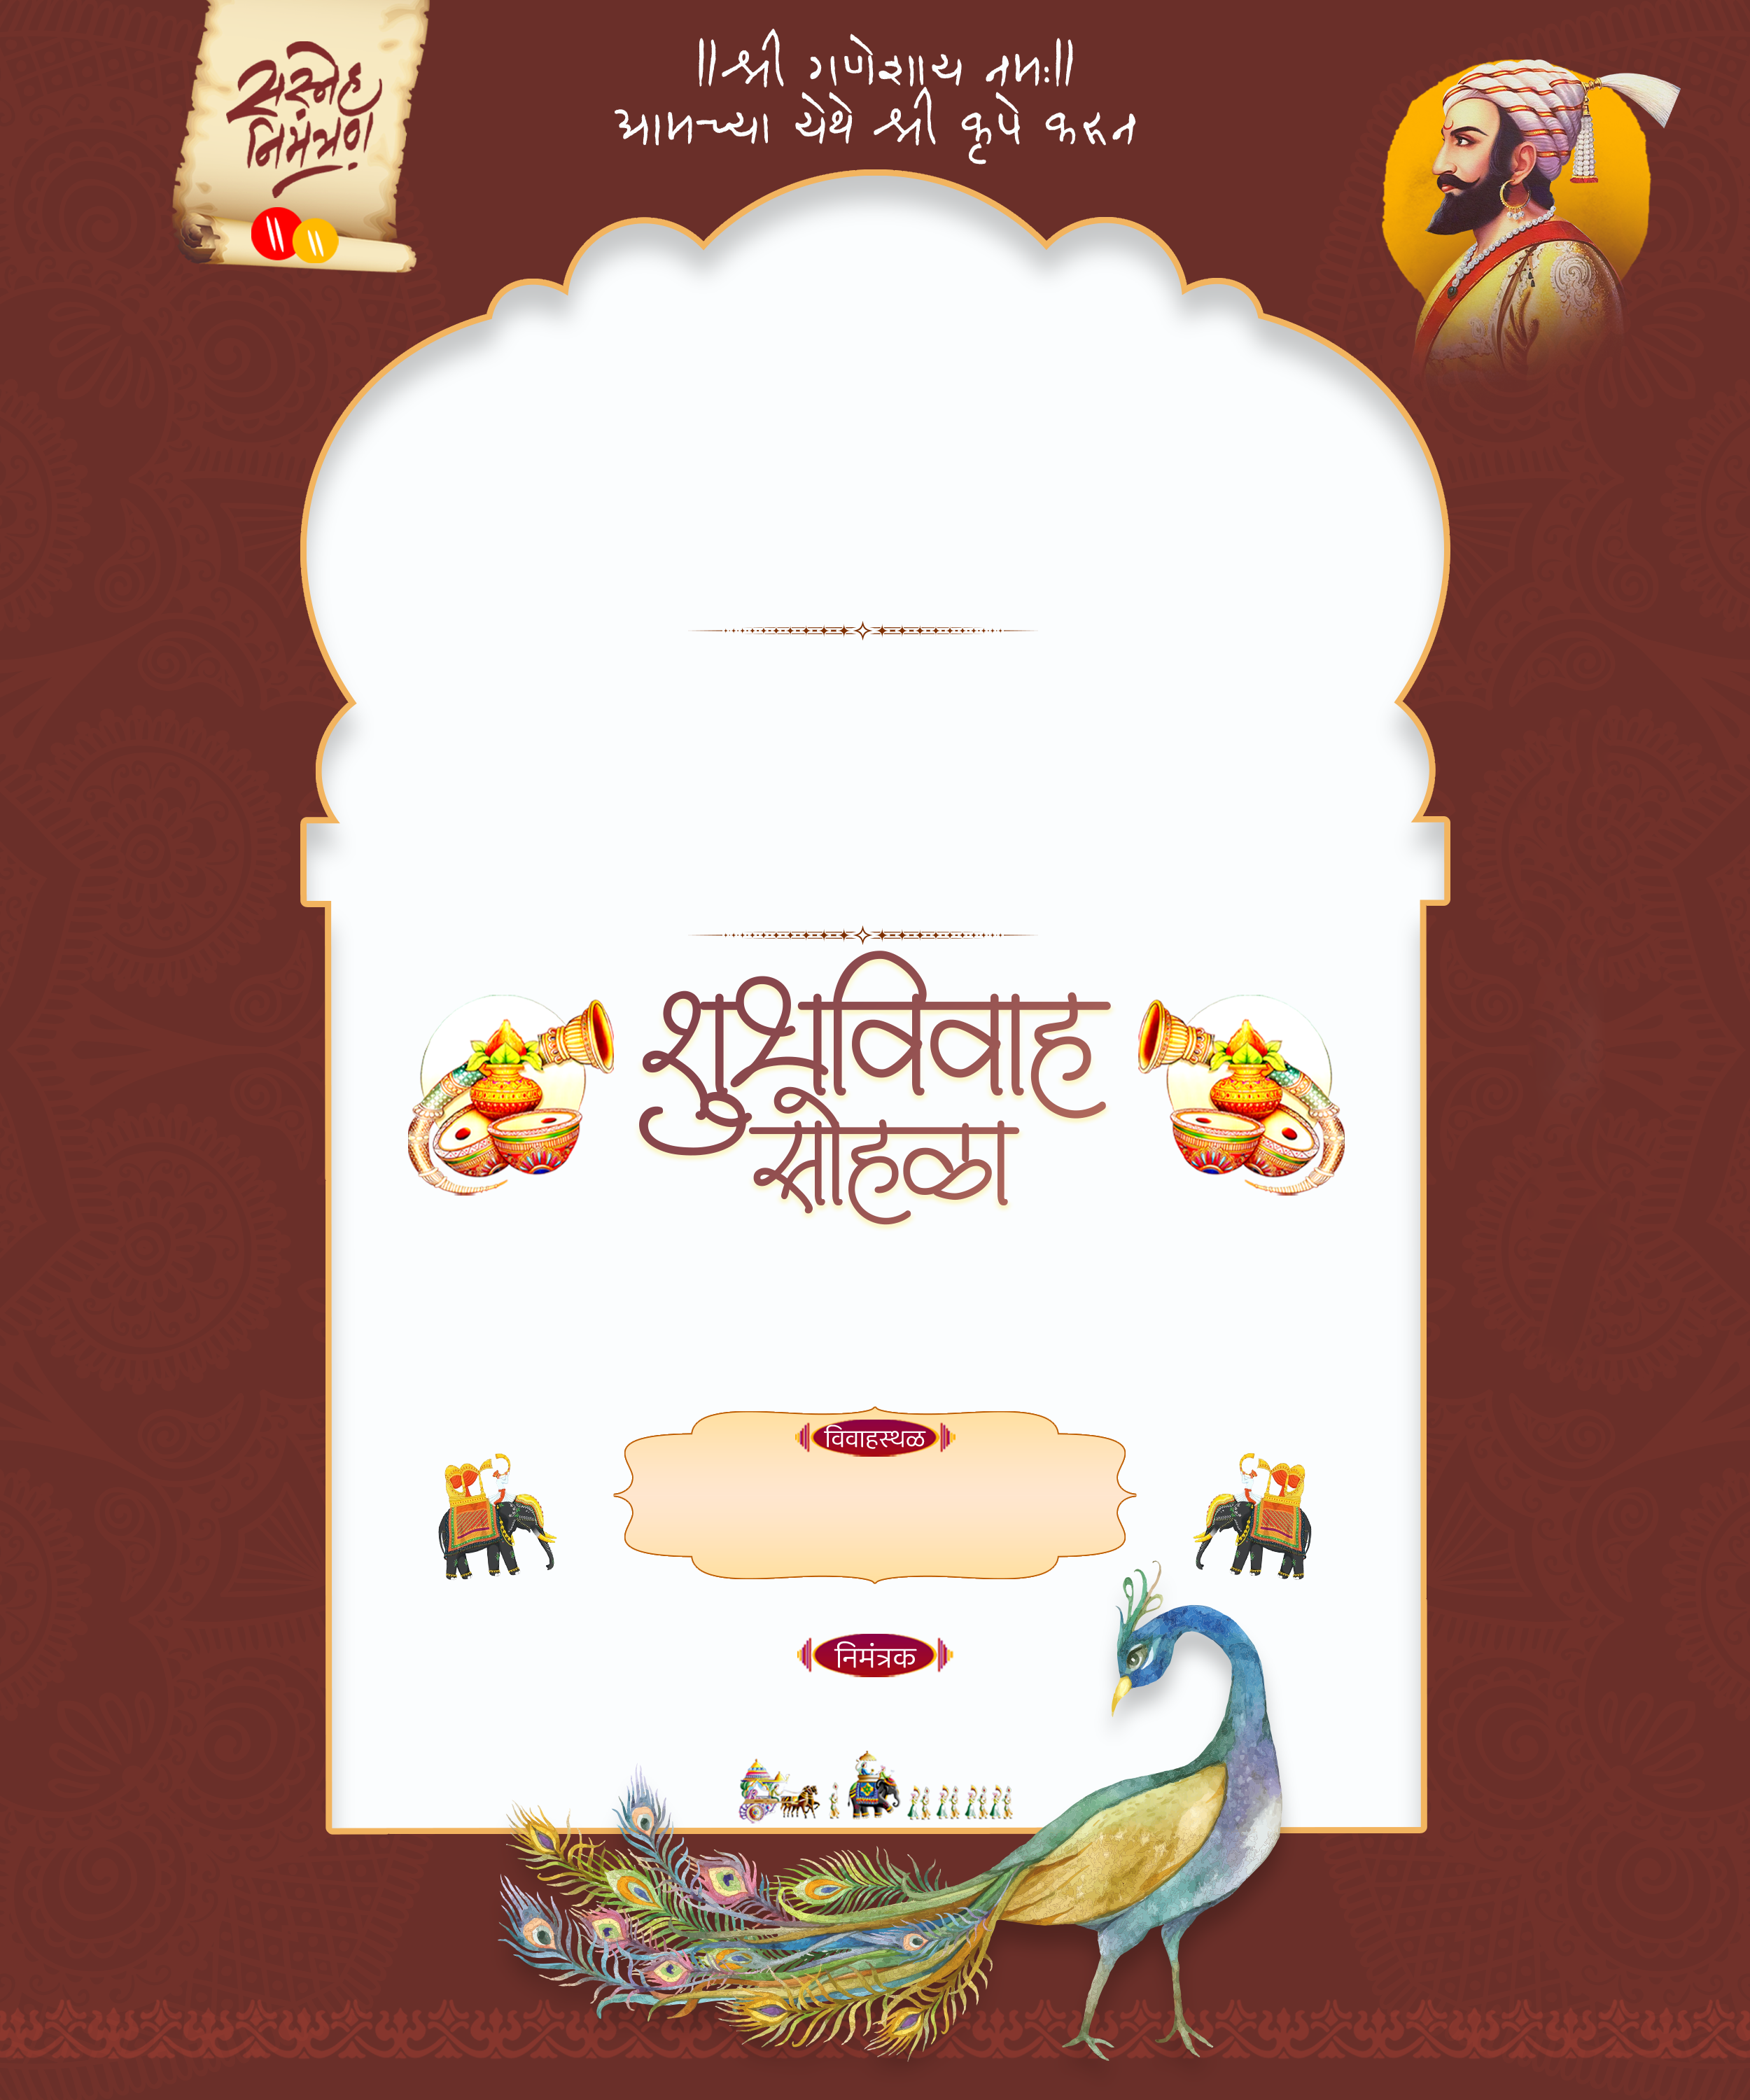 सस्नेह
निमंत्रण
॥श्री गणेशाय नमः॥
आमच्या येथे श्री कृपे करून
शुभविवाह
सोहळा
विवाहस्थळ
निमंत्रक